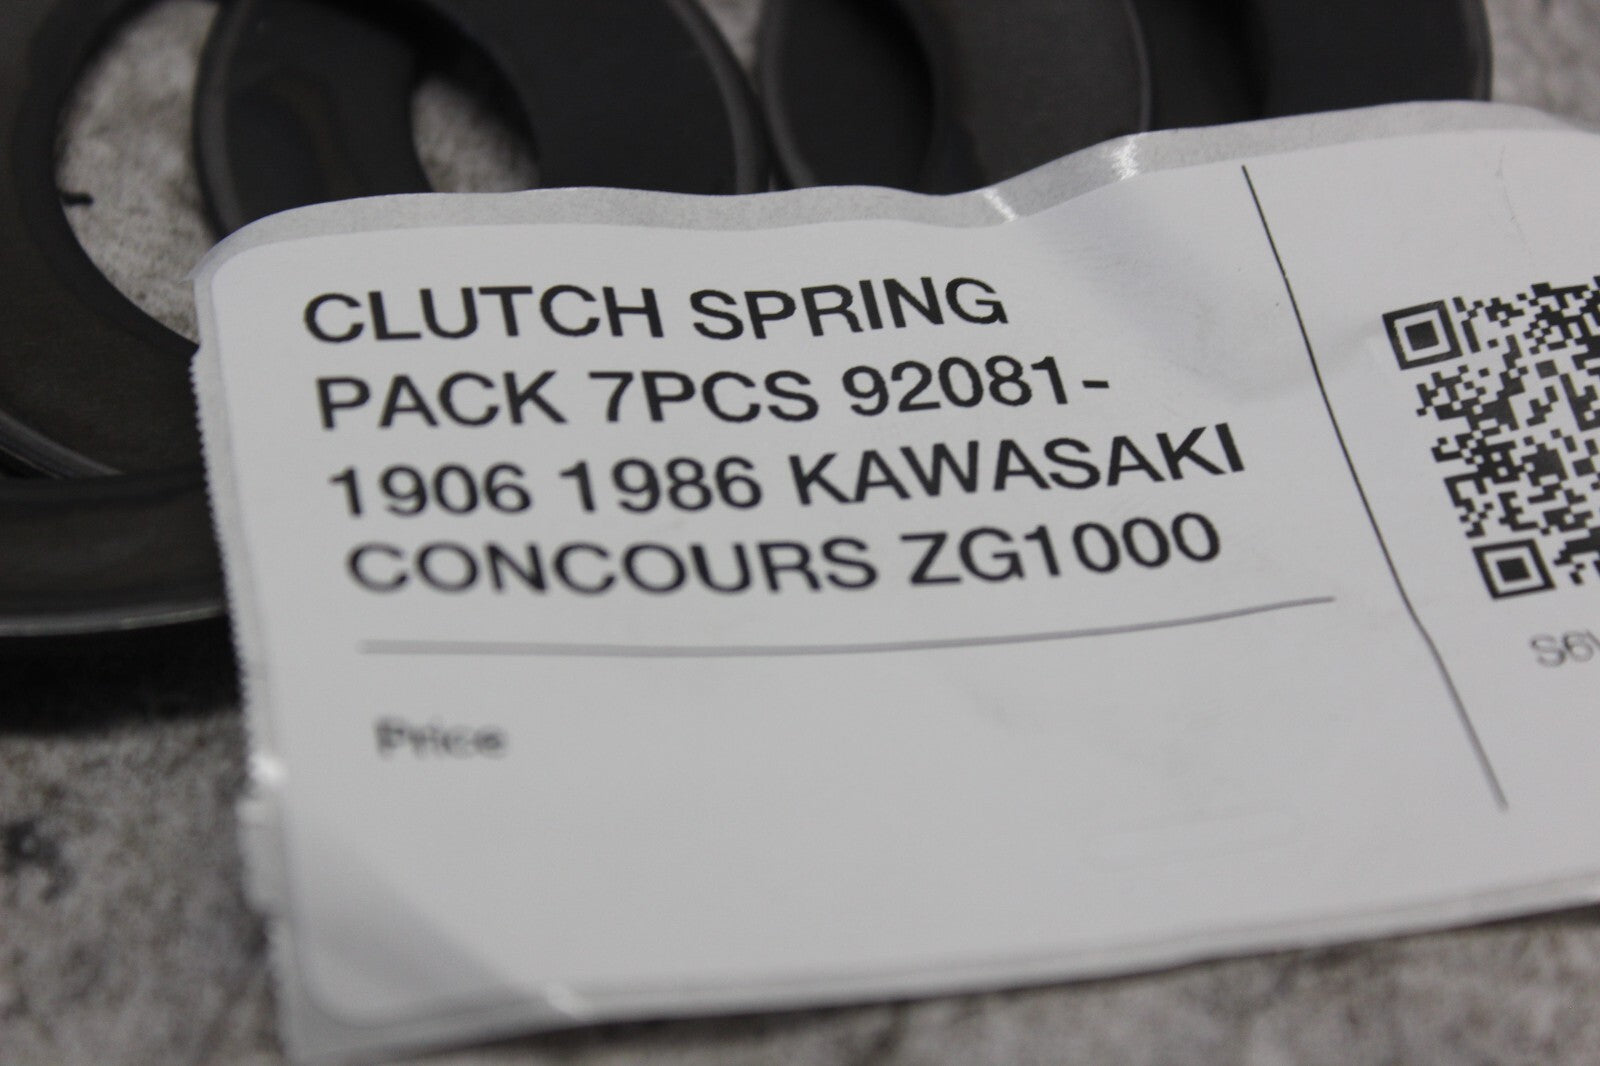 CLUTCH SPRING
PACK 7PCS 92081-
1906 1986 KAWASAKI
CONCOURS ZG1000
Price